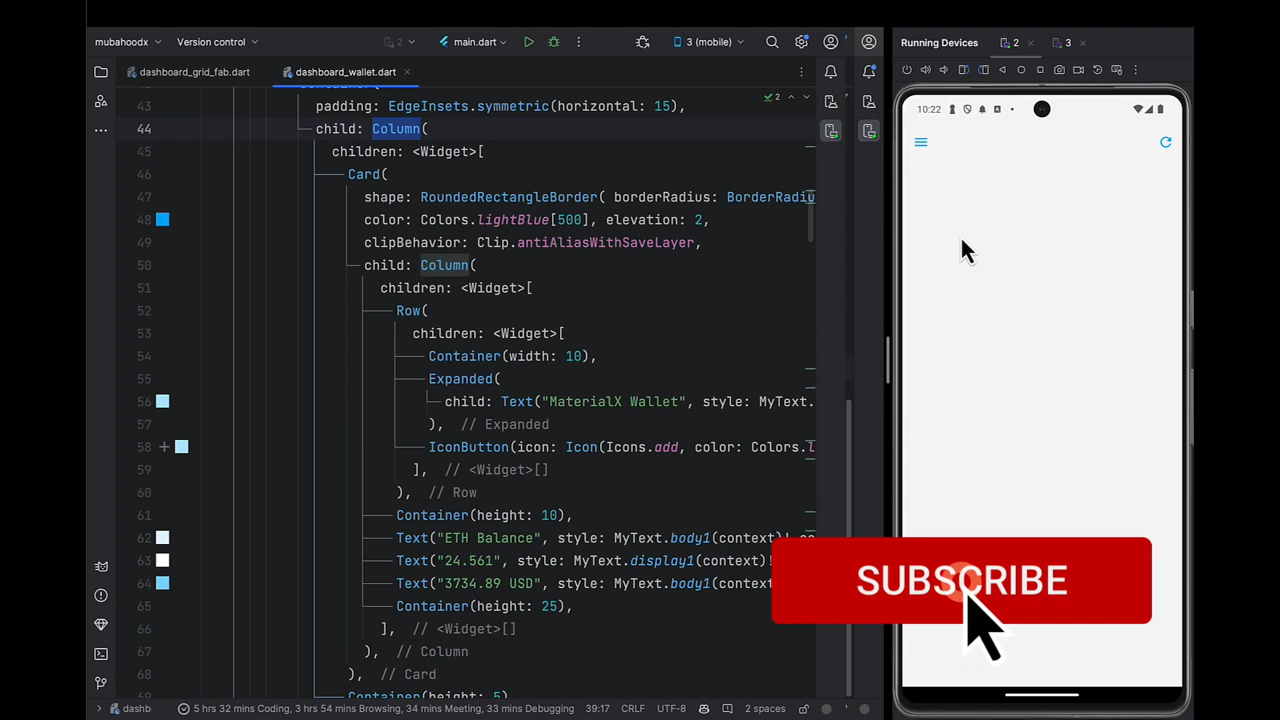 mubahoodx
Version control
2
main.dart
3 (mobile)
Running Devices
2
3
dashboard_grid_fab.dart
dashboard_wallet.dart
2
43 padding: EdgeInsets.symmetric(horizontal: 15),
44 child: Column(
45 children: <Widget>[
46 Card(
47 shape: RoundedRectangleBorder( borderRadius: BorderRadiu
48 color: Colors.lightBlue[500], elevation: 2,
49 clipBehavior: Clip.antiAliasWithSaveLayer,
50 child: Column(
51 children: <Widget>[
52 Row(
53 children: <Widget>[
54 Container(width: 10),
55 Expanded(
56 child: Text("MaterialX Wallet", style: MyText.
57 ), // Expanded
58 IconButton(icon: Icon(Icons.add, color: Colors.l
59 ], // <Widget>[]
60 ), // Row
61 Container(height: 10),
62 Text("ETH Balance", style: MyText.body1(context)!
63 Text("24.561", style: MyText.display1(context)!
64 Text("3734.89 USD", style: MyText.body1(context)
65 Container(height: 25),
66 ], // <Widget>[]
67 ), // Column
68 ), // Card
69 Container(height: 5)
10:22
SUBSCRIBE
dashb
5 hrs 32 mins Coding, 3 hrs 54 mins Browsing, 34 mins Meeting, 33 mins Debugging
39:17
CRLF
UTF-8
2 spaces